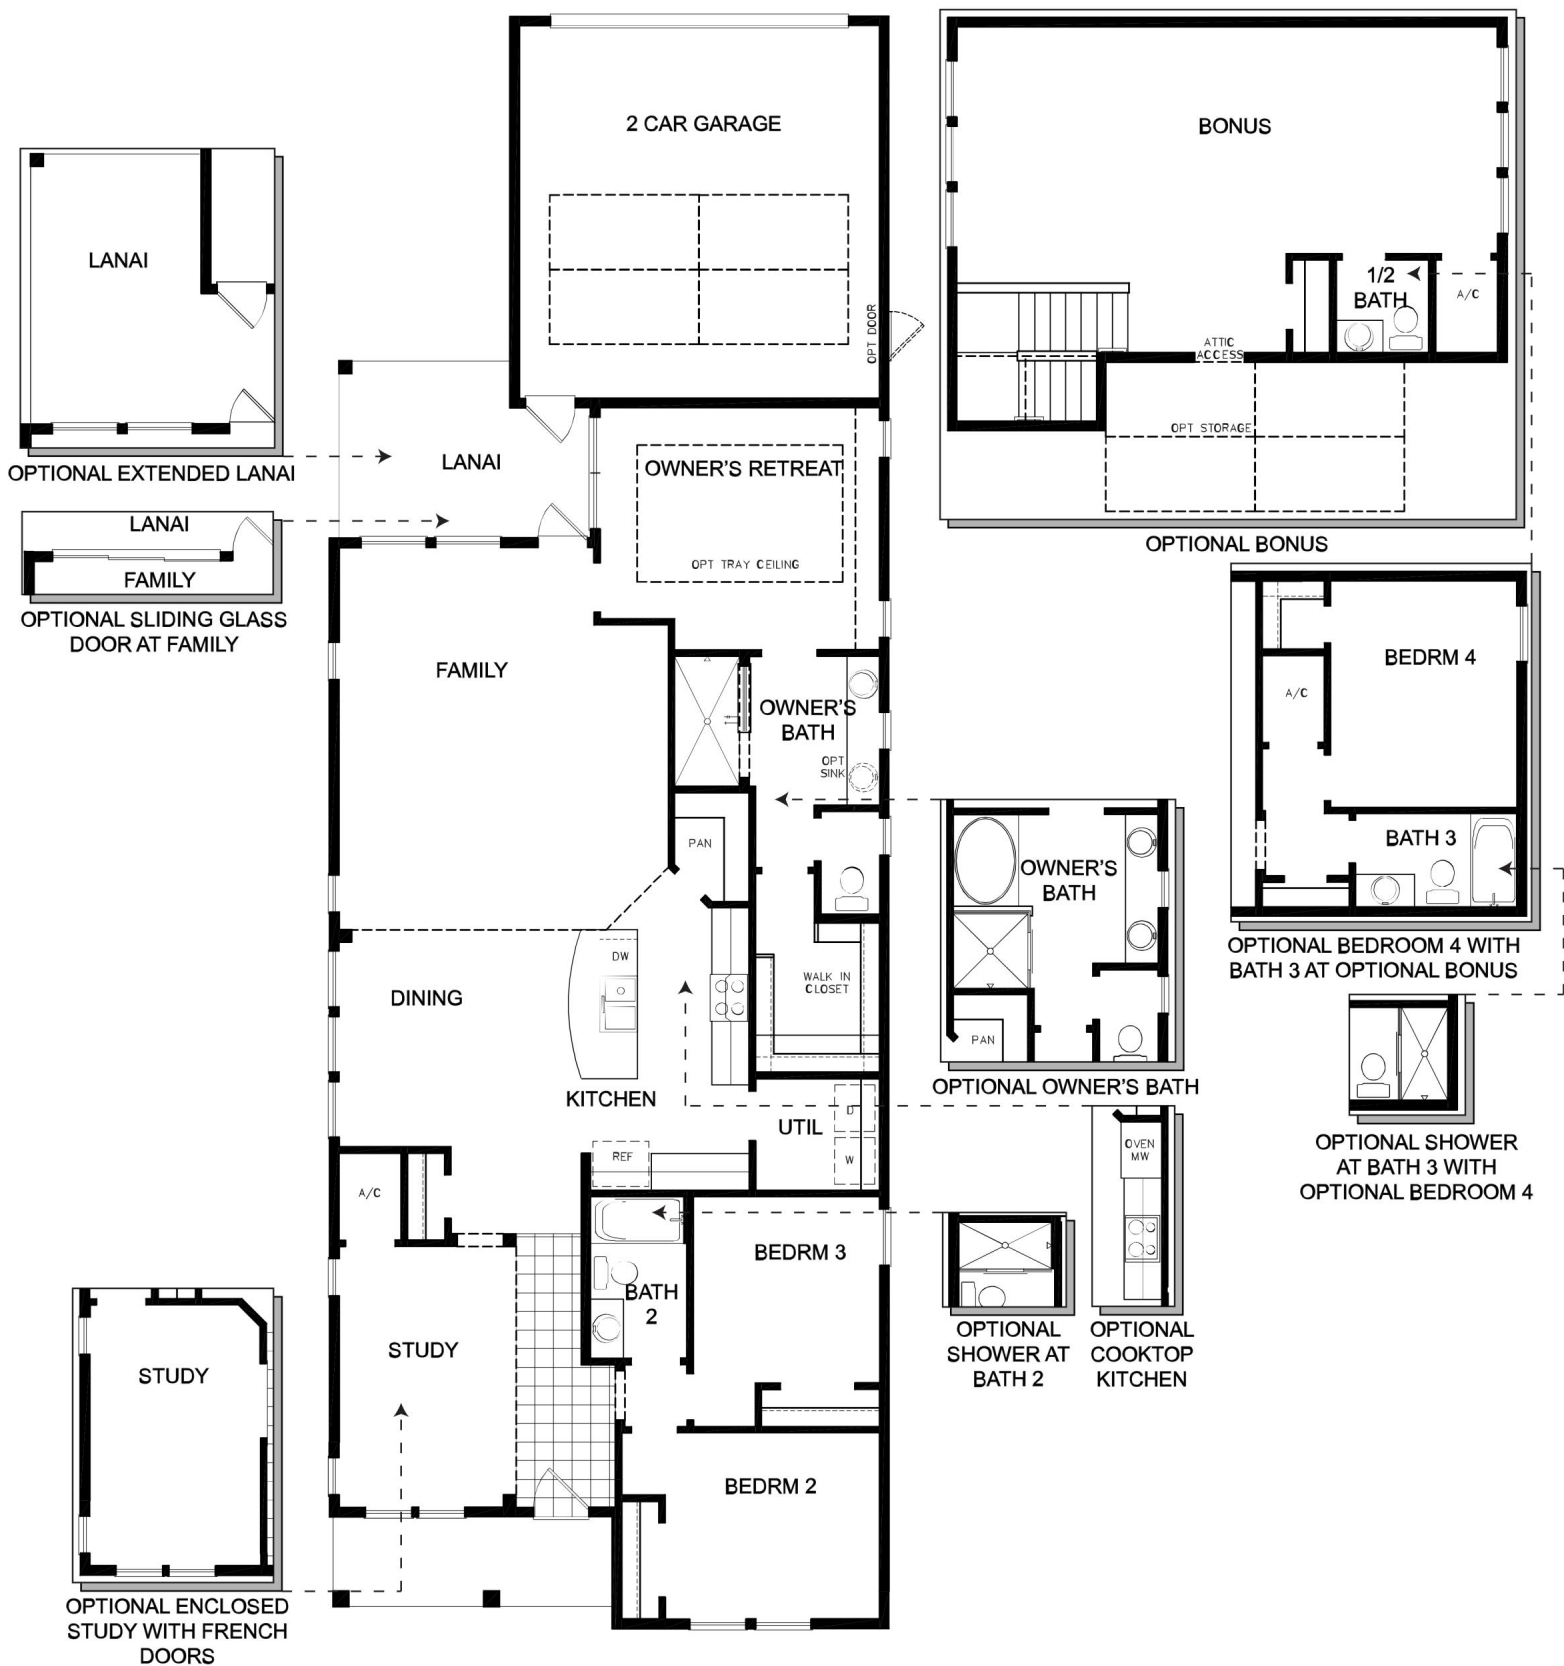 2 CAR GARAGE
OPT DOOR
LANAI
OWNER'S RETREAT
OPT TRAY CEILING
FAMILY
OWNER'S
BATH
OPT
SINK
PAN
DW
WALK IN
CLOSET
DINING
KITCHEN
UTIL
D
W
REF
A/C
BEDRM 3
BATH
2
STUDY
BEDRM 2
LANAI
OPTIONAL EXTENDED LANAI
LANAI
FAMILY
OPTIONAL SLIDING GLASS
DOOR AT FAMILY
STUDY
OPTIONAL ENCLOSED
STUDY WITH FRENCH
DOORS
BONUS
1/2
BATH
A/C
ATTIC
ACCESS
OPT STORAGE
OPTIONAL BONUS
BEDRM 4
A/C
BATH 3
OPTIONAL BEDROOM 4 WITH
BATH 3 AT OPTIONAL BONUS
OWNER'S
BATH
PAN
OPTIONAL OWNER'S BATH
OPTIONAL SHOWER
AT BATH 3 WITH
OPTIONAL BEDROOM 4
OVEN
MW
OPTIONAL
COOKTOP
KITCHEN
OPTIONAL
SHOWER AT
BATH 2